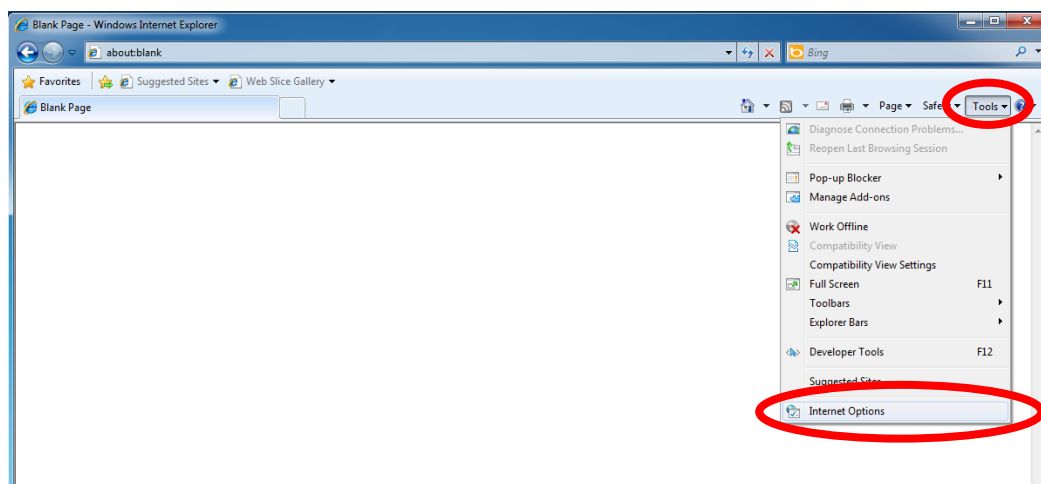 Blank Page - Windows Internet Explorer
about:blank
Bing
Favorites Suggested Sites Web Slice Gallery
Blank Page
Page Tools
Diagnose Connection Problems...
Reopen Last Browsing Session
Pop-up Blocker
Manage Add-ons
Work Offline
Compatibility View
Compatibility View Settings
Full Screen F11
Toolbars
Explorer Bars
Developer Tools F12
Suggested Sites
Internet Options